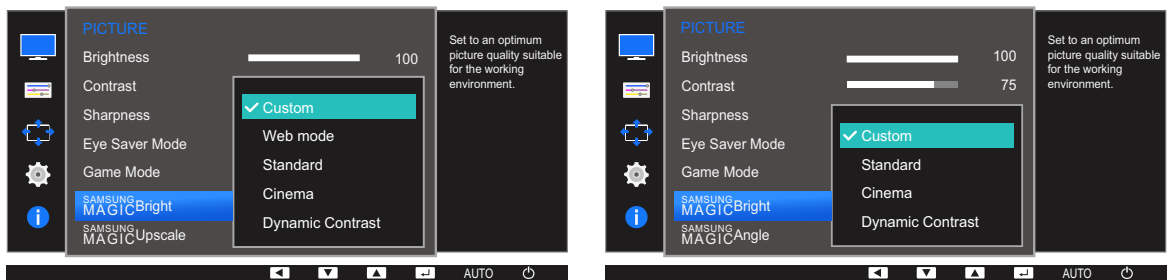 PICTURE
Brightness 100
Contrast
Sharpness
Eye Saver Mode
Game Mode
SAMSUNG
MAGICBright
SAMSUNG
MAGICUpscale
Custom
Web mode
Standard
Cinema
Dynamic Contrast
Set to an optimum
picture quality suitable
for the working
environment.
AUTO
PICTURE
Brightness 100
Contrast 75
Sharpness
Eye Saver Mode
Game Mode
SAMSUNG
MAGICBright
SAMSUNG
MAGICAngle
Custom
Standard
Cinema
Dynamic Contrast
Set to an optimum
picture quality suitable
for the working
environment.
AUTO